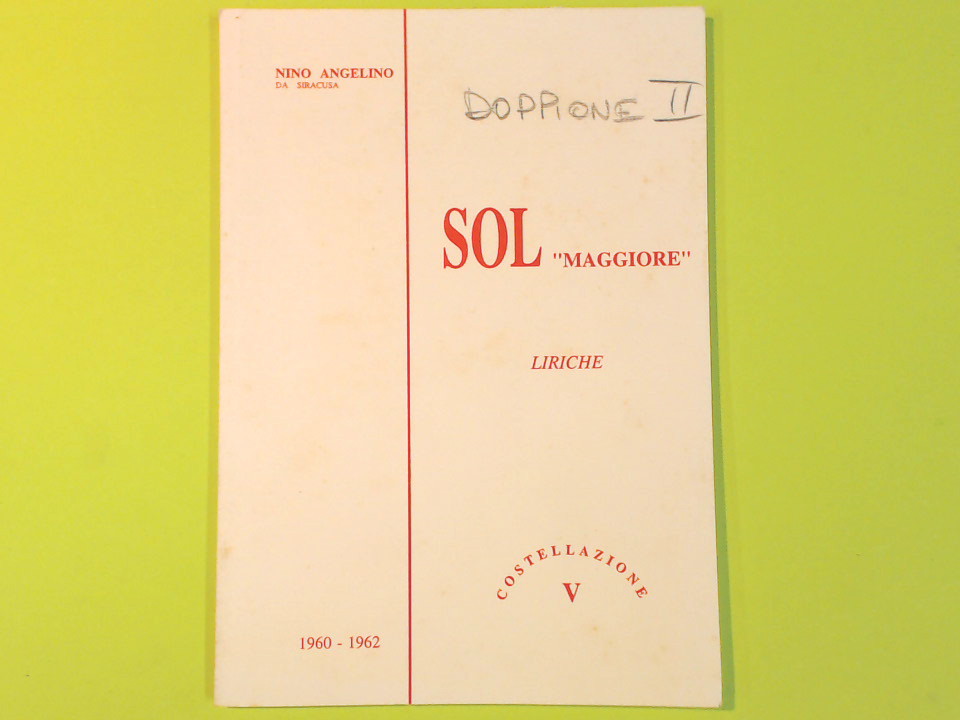 NINO ANGELINO
DA SIRACUSA
DOPPIONE II
SOL "MAGGIORE"
LIRICHE
COSTELLAZIONE
V
1960 - 1962